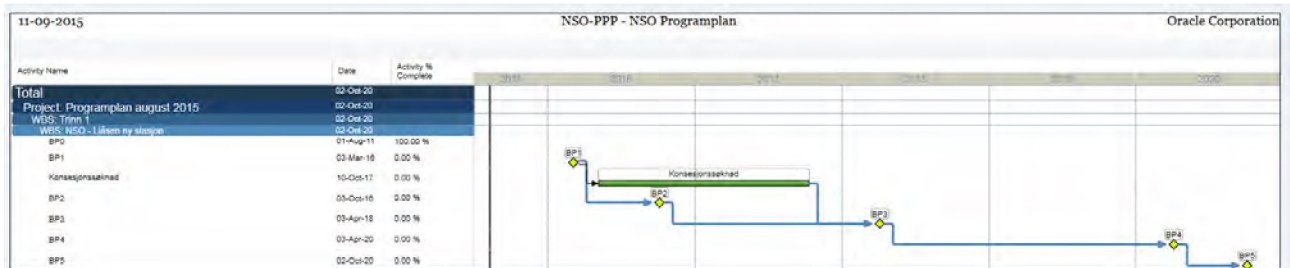 11-09-2015 NSO-PPP - NSO Programplan Oracle Corporation
Activity Name Date Activity % Complete
2015 2016 2017 2018 2019 2020
Total 02-Oct-20
Project: Programplan august 2015 02-Oct-20
WBS: Trinn 1 02-Oct-20
WBS: NSO - Liåsen ny stasjon 02-Oct-20
BP0 01-Aug-11 100.00 %
BP1 03-Mar-16 0.00 % BP1
Konsesjonssøknad 10-Oct-17 0.00 % Konsesjonssøknad
BP2 03-Oct-16 0.00 % BP2
BP3 03-Apr-18 0.00 % BP3
BP4 03-Apr-20 0.00 % BP4
BP5 02-Oct-20 0.00 % BP5